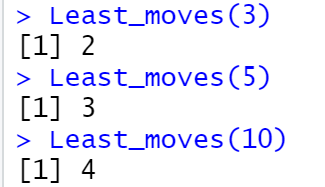 > Least_moves(3)
[1] 2
> Least_moves(5)
[1] 3
> Least_moves(10)
[1] 4